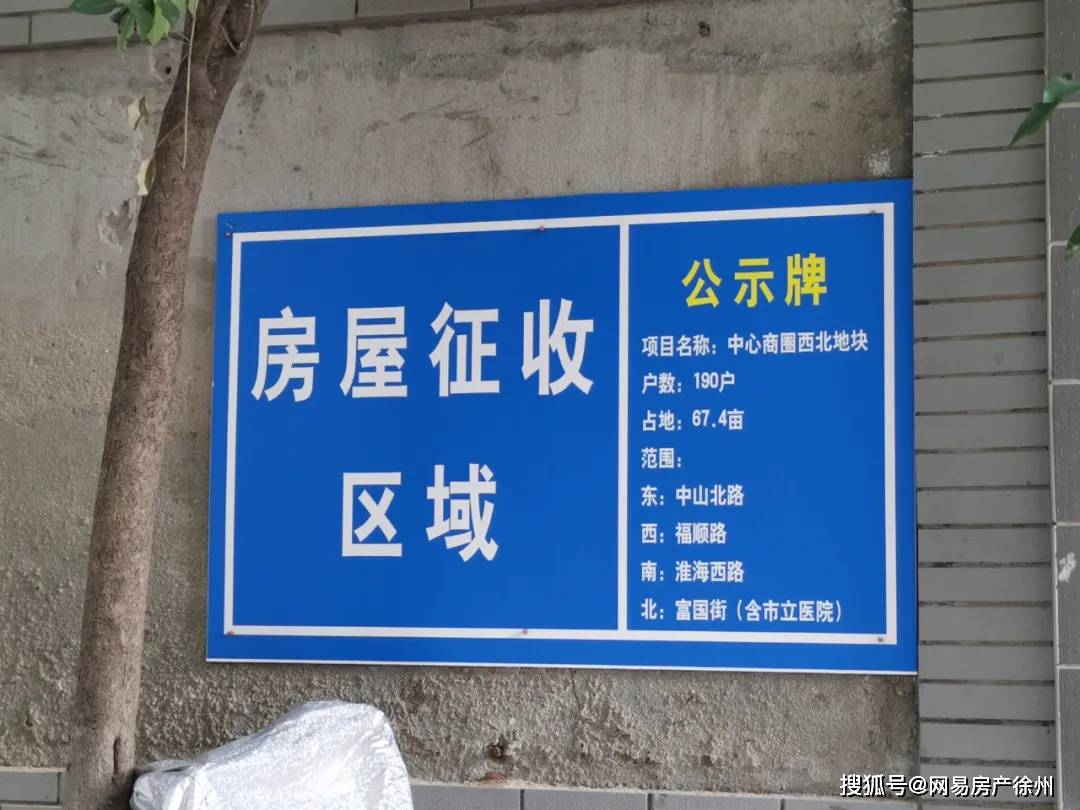 房屋征收
区域
公示牌
项目名称：中心商圈西北地块
户数：190户
占地：67.4亩
范围：
东：中山北路
西：福顺路
南：淮海西路
北：富国街（含市立医院）
搜狐号@网易房产徐州